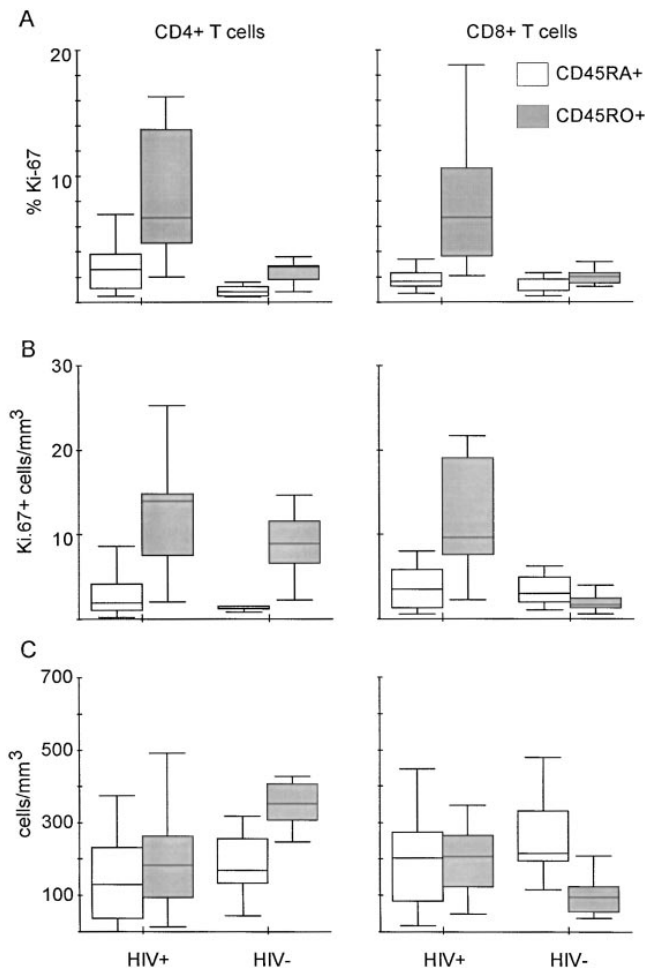 A
CD4+ T cells
CD8+ T cells
20
10
% Ki-67
CD45RA+
CD45RO+
B
30
20
10
Ki.67+ cells/mm³
C
700
500
300
100
cells/mm³
HIV+ HIV- HIV+ HIV-